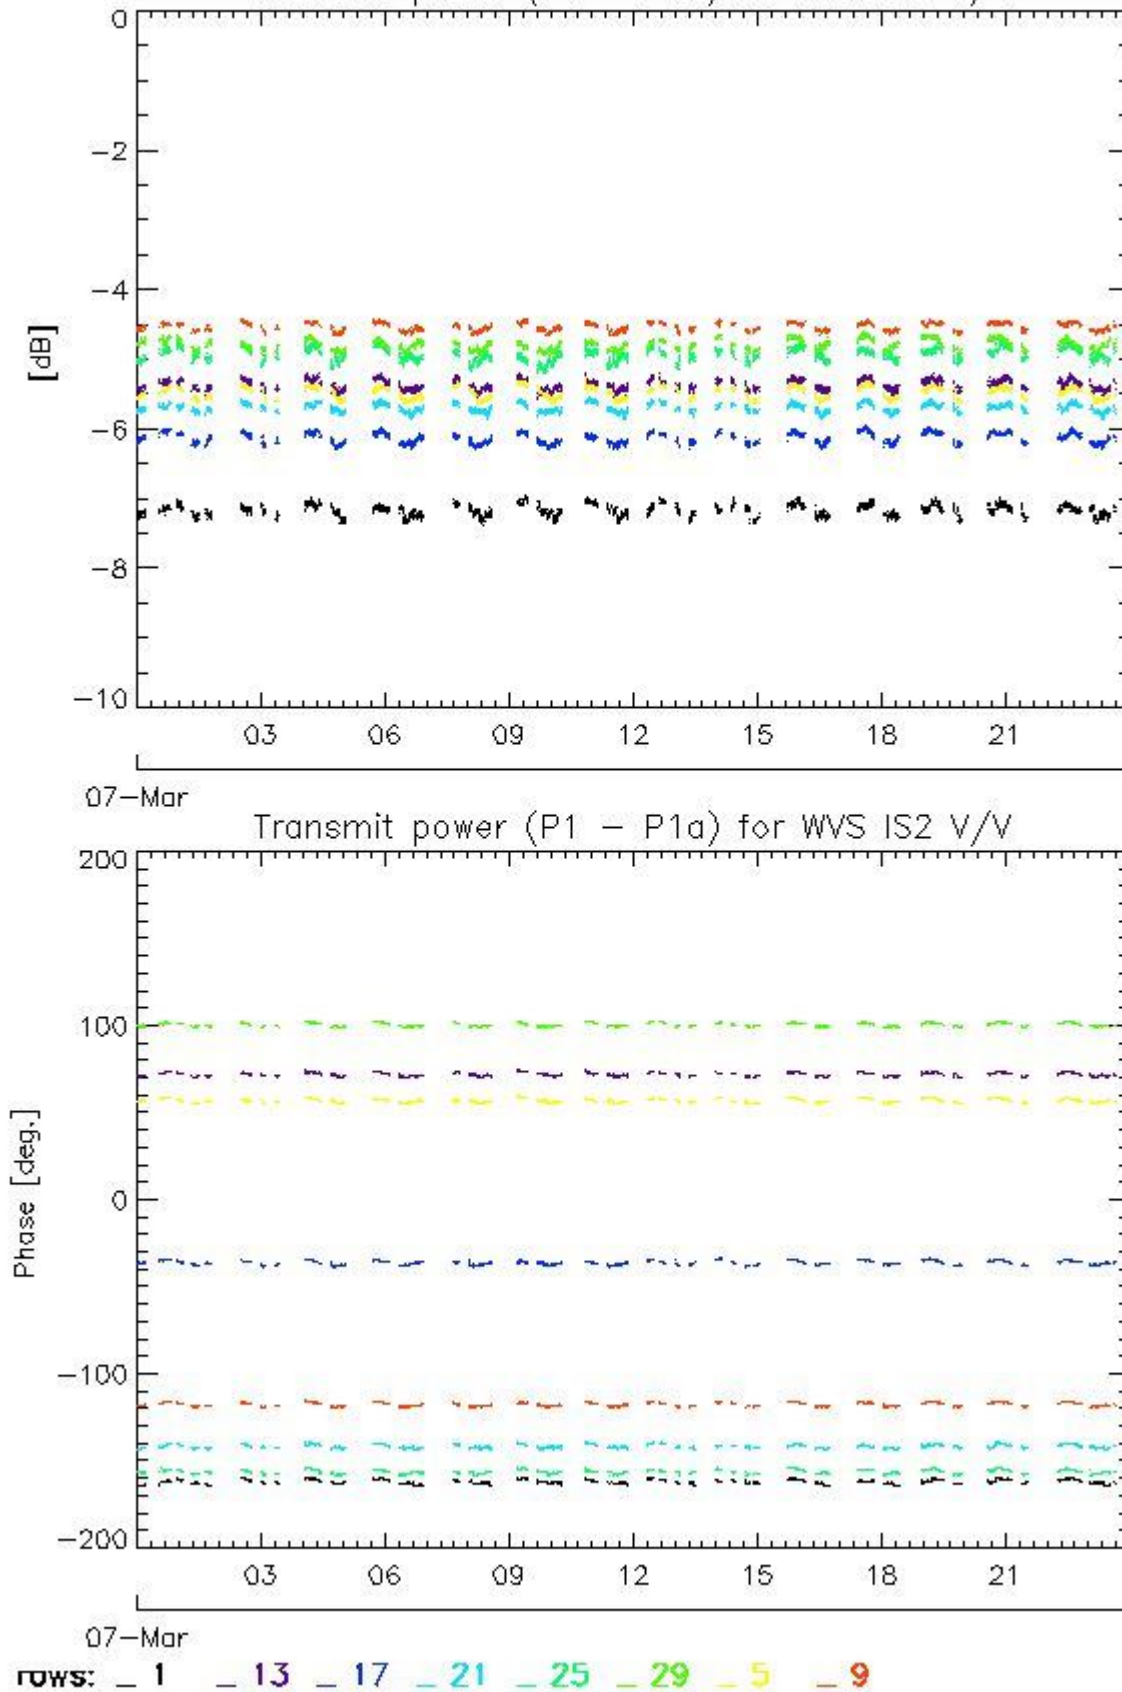 0
−2
−4
[dB]
−6
−8
−10
03 06 09 12 15 18 21
07−Mar
Transmit power (P1 − P1a) for WVS IS2 V/V
200
100
Phase [deg.]
0
−100
−200
03 06 09 12 15 18 21
07−Mar
rows: _ 1 _ 13 _ 17 _ 21 _ 25 _ 29 _ 5 _ 9